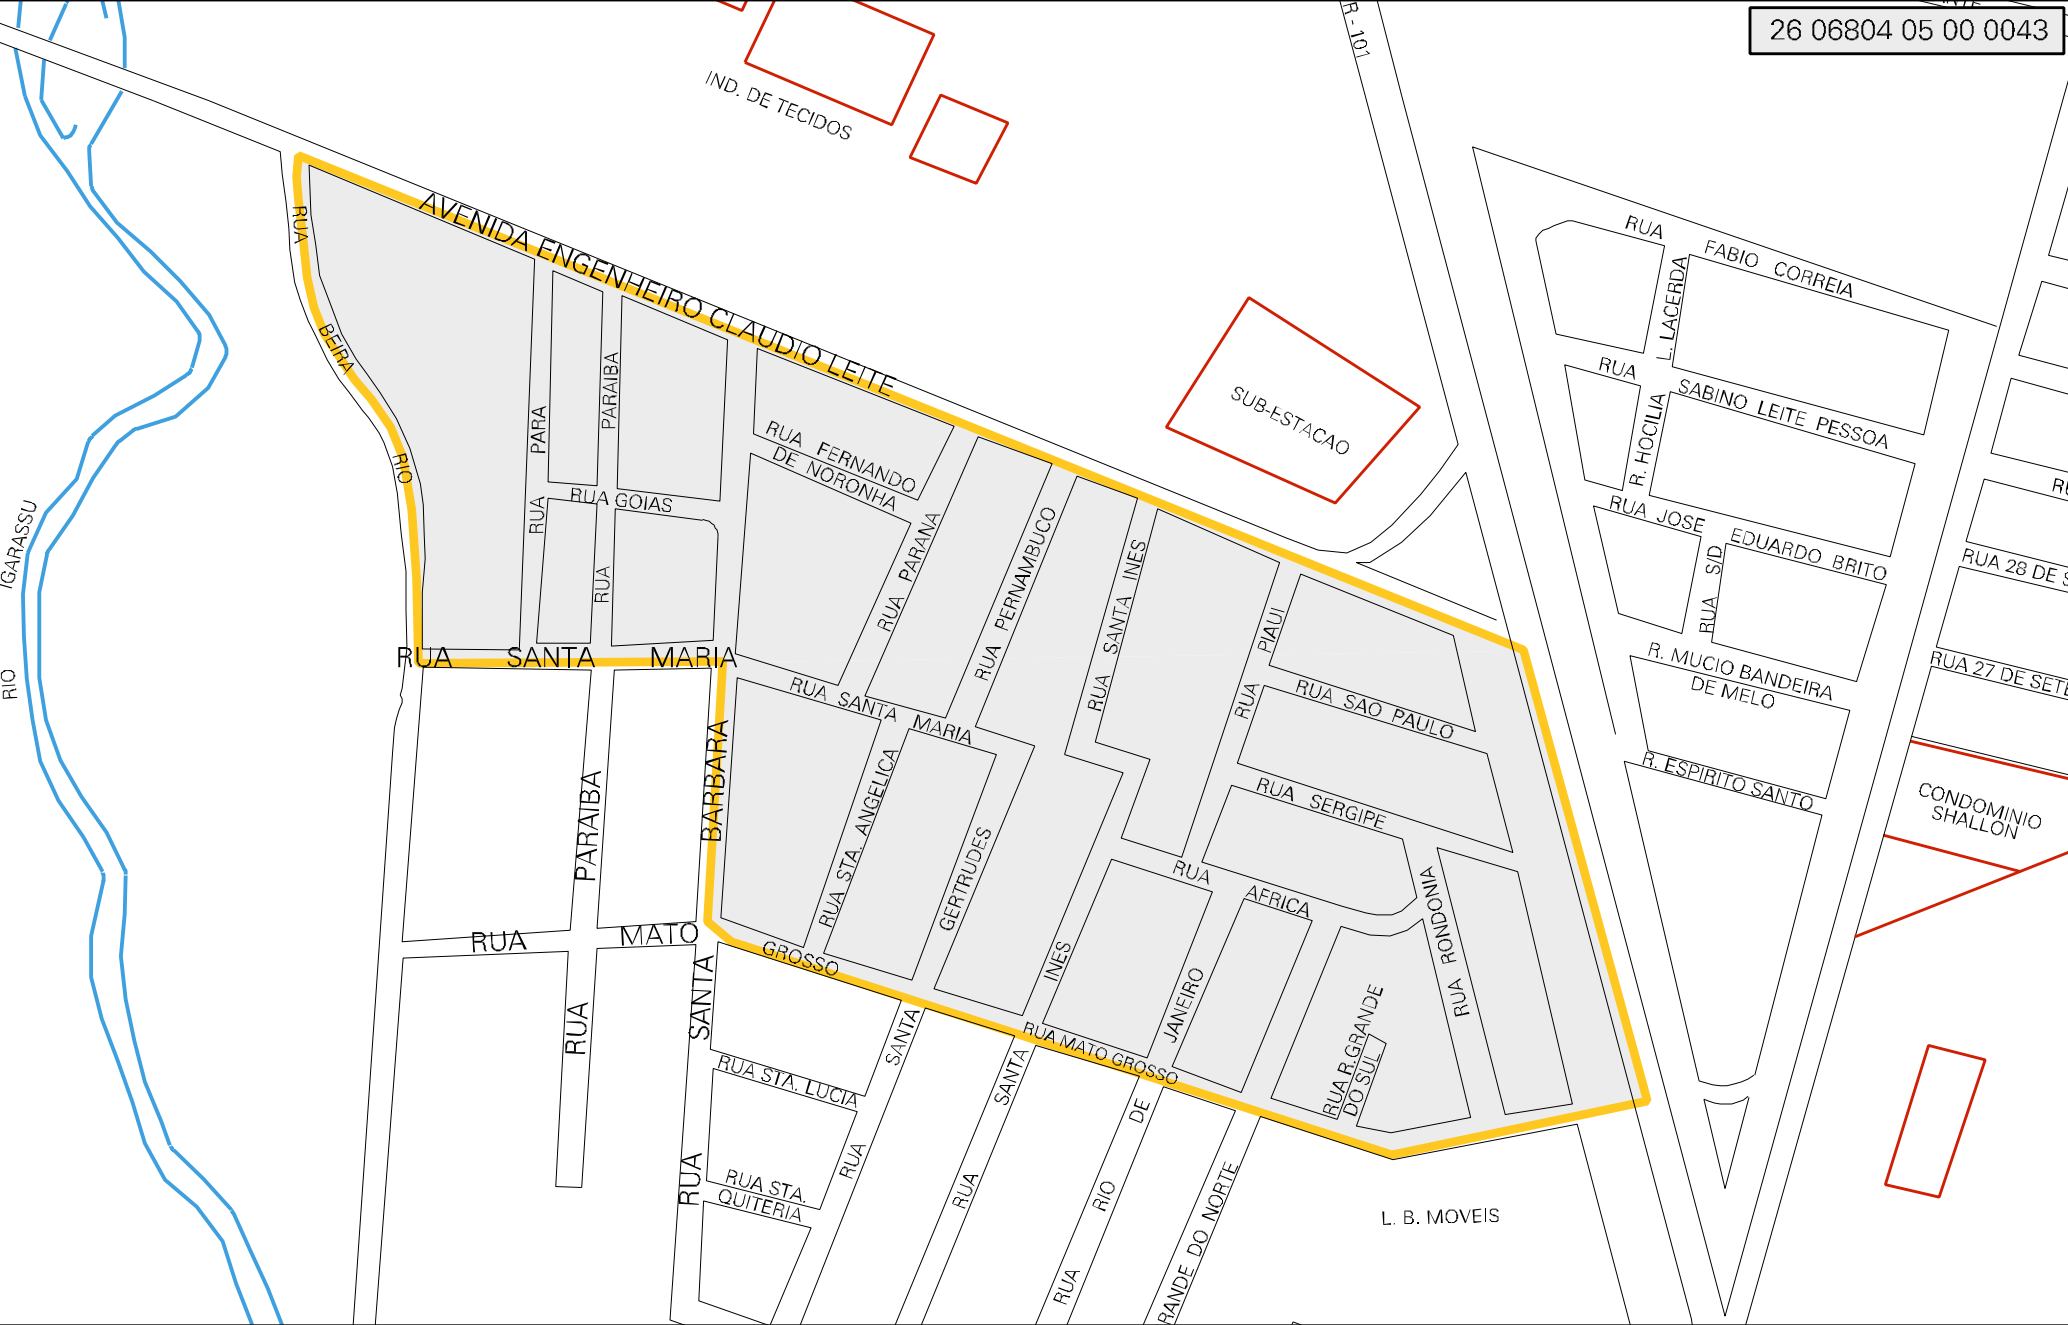 26 06804 05 00 0043
R - 101
IND. DE TECIDOS
AVENIDA ENGENHEIRO CLAUDIO LEITE
RUA BEIRA RIO
RUA FABIO CORREIA
L. LACERDA
RUA SABINO LEITE PESSOA
R. HOCILIA
RUA JOSE EDUARDO BRITO
RUA SID
R. MUCIO BANDEIRA
DE MELO
R. ESPIRITO SANTO
RUA 28 DE S
RUA 27 DE SETE
CONDOMINIO
SHALLON
SUB-ESTACAO
RUA PARA
RUA PARAIBA
RUA GOIAS
RUA FERNANDO
DE NORONHA
RUA PARANA
RUA PERNAMBUCO
RUA SANTA INES
RUA PIAUI
RUA SAO PAULO
RUA SERGIPE
RUA AFRICA
RUA RONDONIA
RIO IGARASSU
RUA SANTA MARIA
RUA SANTA MARIA
RUA STA. ANGELICA
GERTRUDES
INES
JANEIRO
RUA R.GRANDE
DO SUL
RUA PARAIBA
RUA SANTA BARBARA
RUA MATO GROSSO
RUA MATO GROSSO
RUA STA. LUCIA
RUA STA.
QUITERIA
RUA SANTA
RUA SANTA
RUA RIO DE
RANDE DO NORTE
L. B. MOVEIS